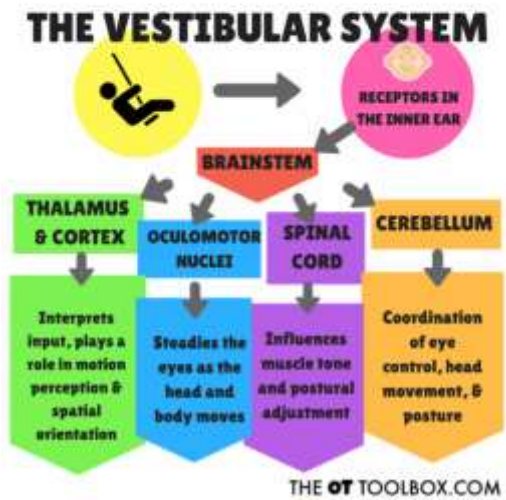 THE VESTIBULAR SYSTEM
RECEPTORS IN
THE INNER EAR
BRAINSTEM
THALAMUS
& CORTEX
OCULOMOTOR
NUCLEI
SPINAL
CORD
CEREBELLUM
Interprets
input, plays a
role in motion
perception &
spatial
orientation
Steadies the
eyes as the
head and
body moves
Influences
muscle tone
and postural
adjustment
Coordination
of eye
control, head
movement, &
posture
THE OT TOOLBOX.COM